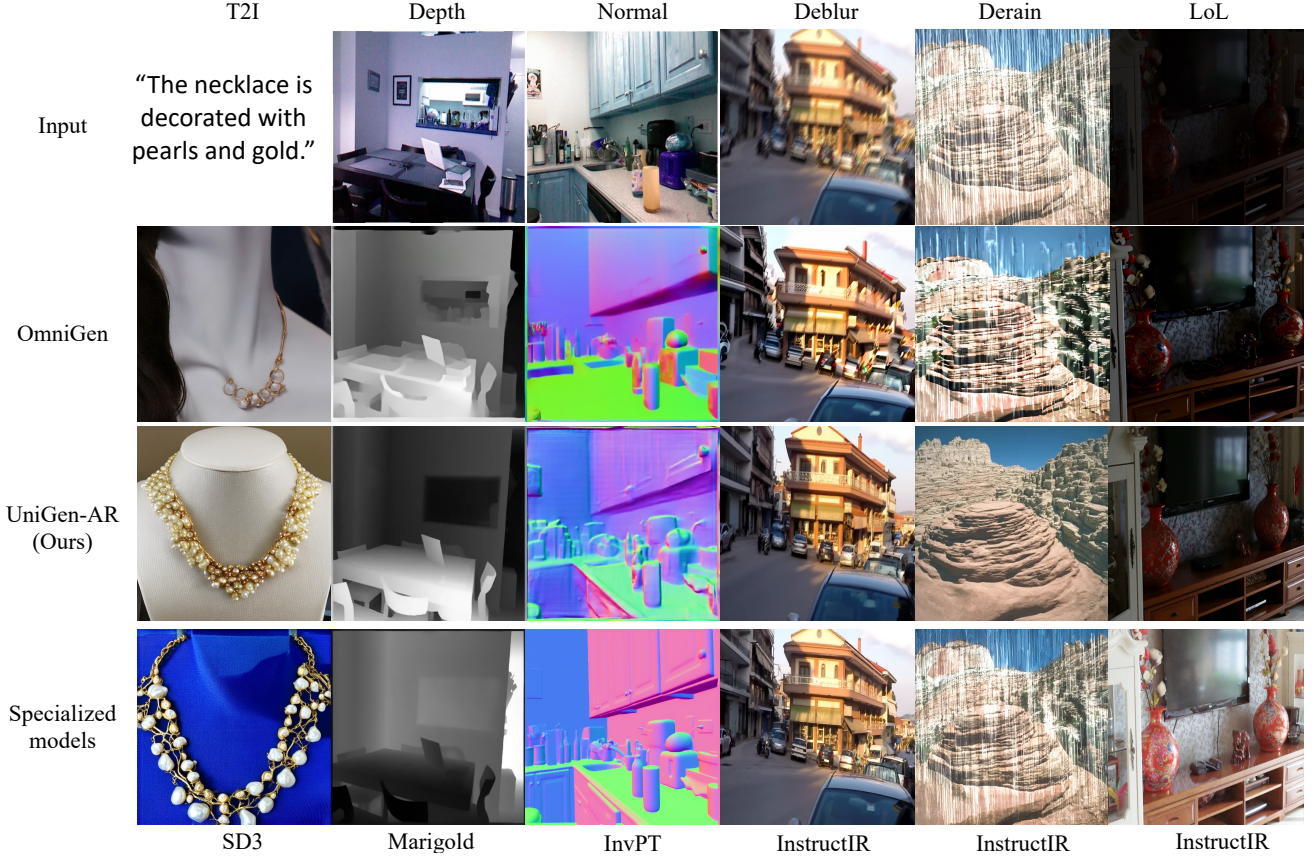 T2I Depth Normal Deblur Derain LoL
Input
“The necklace is
decorated with
pearls and gold.”
OmniGen
UniGen-AR
(Ours)
Specialized
models
SD3 Marigold InvPT InstructIR InstructIR InstructIR